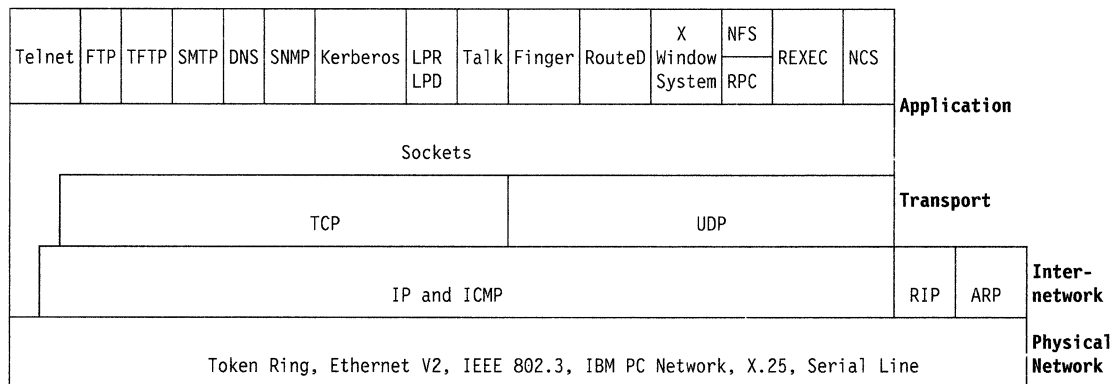 Telnet FTP TFTP SMTP DNS SNMP Kerberos LPR LPD Talk Finger RouteD X Window System NFS RPC REXEC NCS
Application
Sockets
Transport
TCP UDP
Inter-
network
IP and ICMP RIP ARP
Physical
Network
Token Ring, Ethernet V2, IEEE 802.3, IBM PC Network, X.25, Serial Line